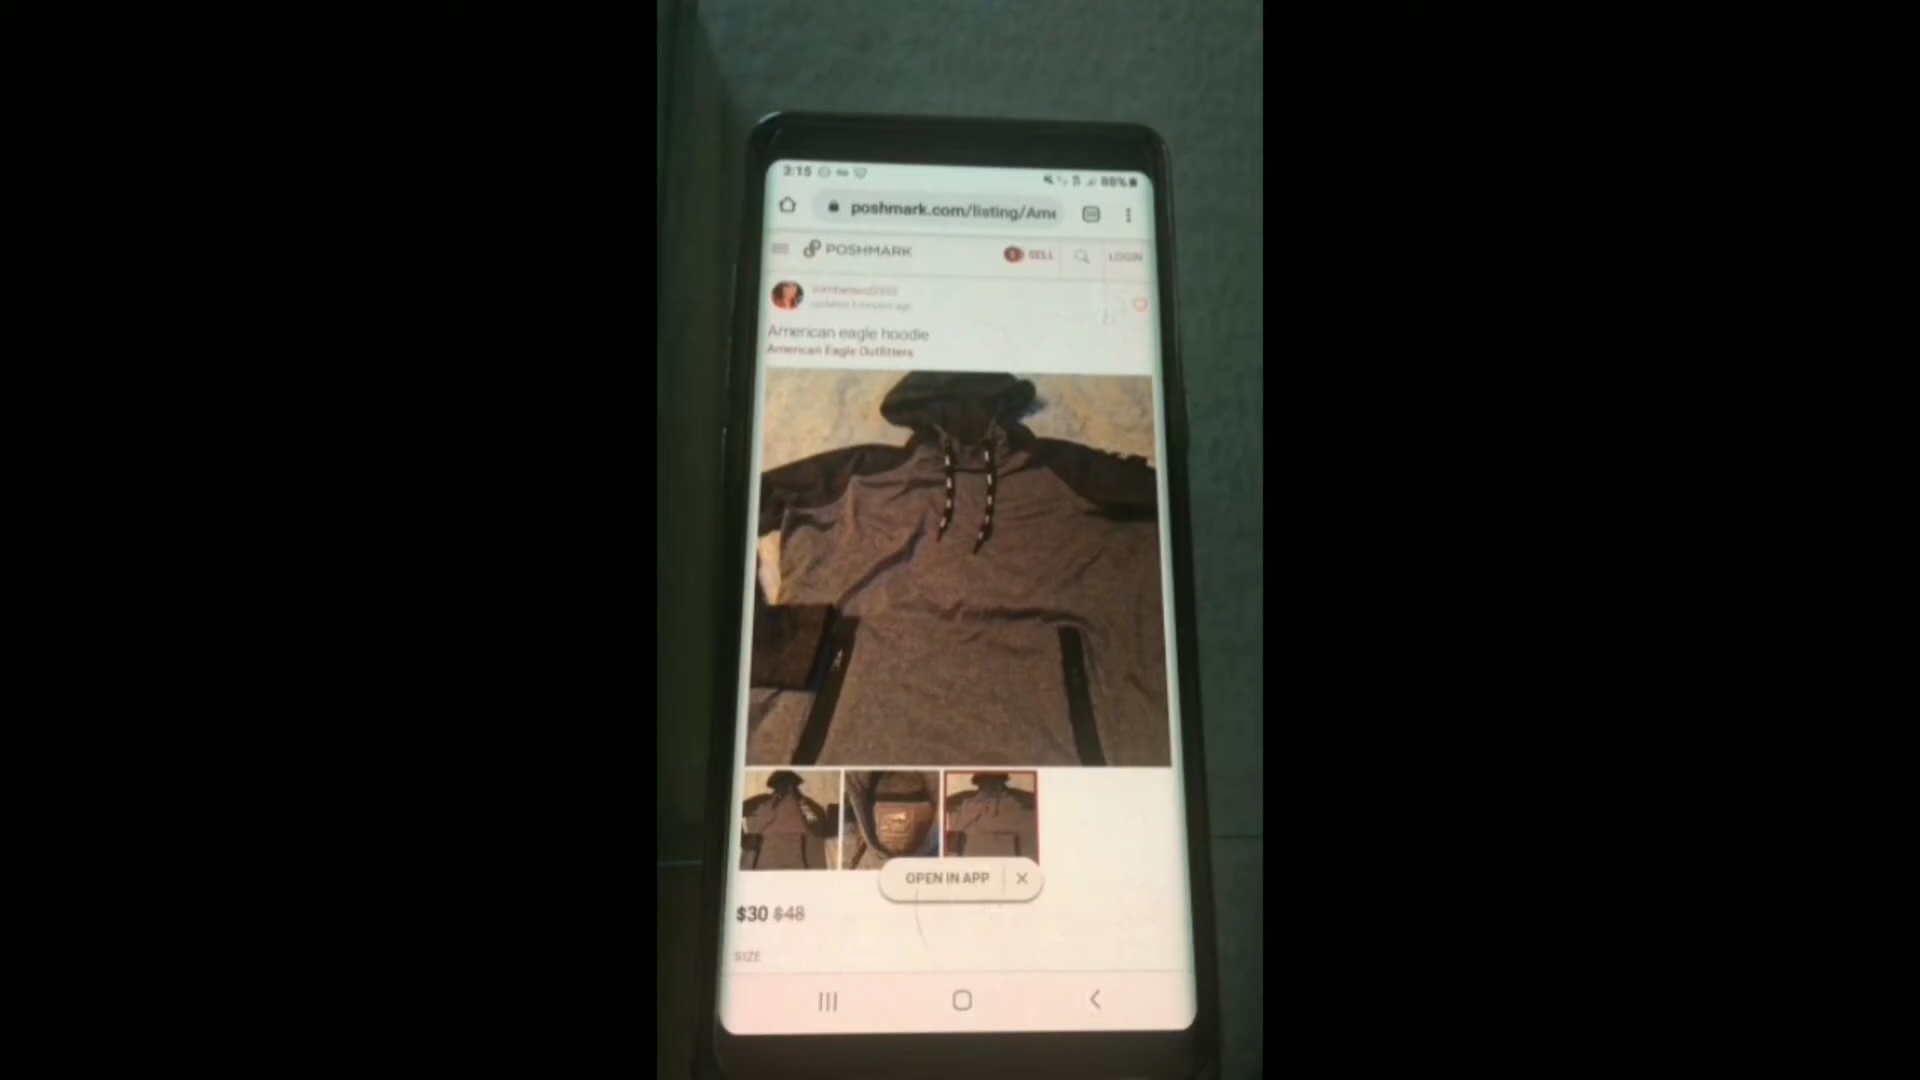 3:15 88%
poshmark.com/listing/Ame
POSHMARK SELL LOGIN
American eagle hoodie
American Eagle Outfitters
OPEN IN APP
$30 $48
SIZE